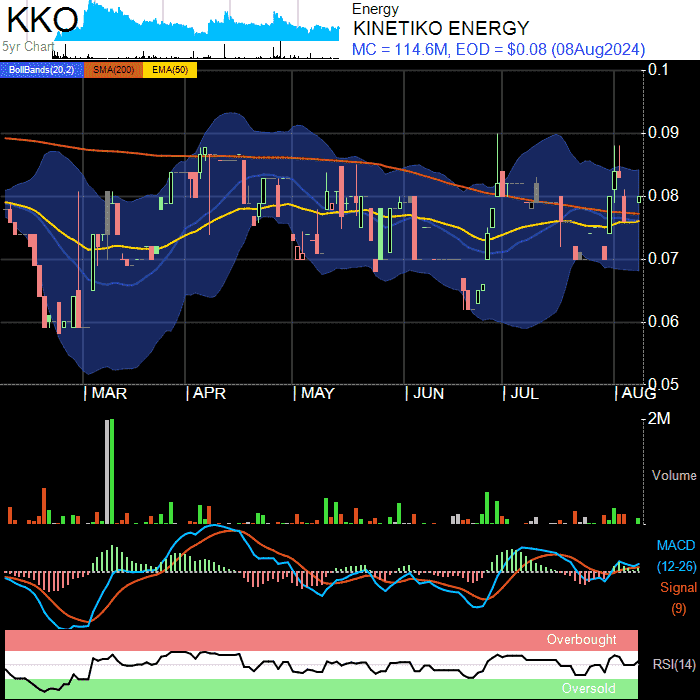 KKO
5yr Chart
Energy
KINETIKO ENERGY
MC = 114.6M, EOD = $0.08 (08Aug2024)
BollBands(20,2) SMA(200) EMA(50)
0.1
0.09
0.08
0.07
0.06
0.05
| MAR | APR | MAY | JUN | JUL | AUG
2M
Volume
MACD
(12-26)
Signal
(9)
Overbought
RSI(14)
Oversold